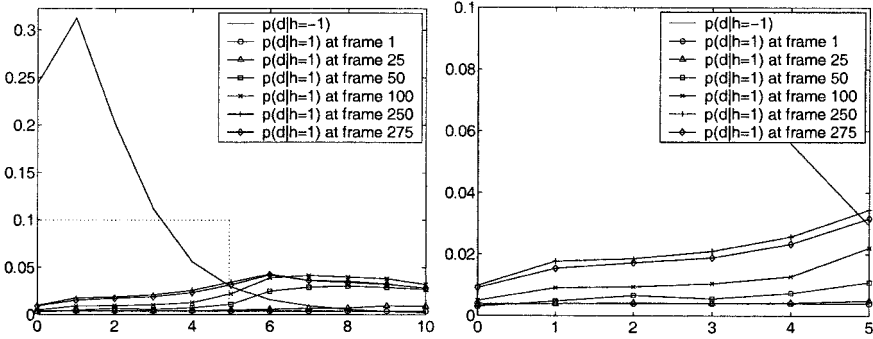 0.3
0.25
0.2
0.15
0.1
0.05
0
0 2 4 6 8 10
p(d|h=−1)
p(d|h=1) at frame 1
p(d|h=1) at frame 25
p(d|h=1) at frame 50
p(d|h=1) at frame 100
p(d|h=1) at frame 250
p(d|h=1) at frame 275
0.1
0.08
0.06
0.04
0.02
0
0 1 2 3 4 5
p(d|h=−1)
p(d|h=1) at frame 1
p(d|h=1) at frame 25
p(d|h=1) at frame 50
p(d|h=1) at frame 100
p(d|h=1) at frame 250
p(d|h=1) at frame 275